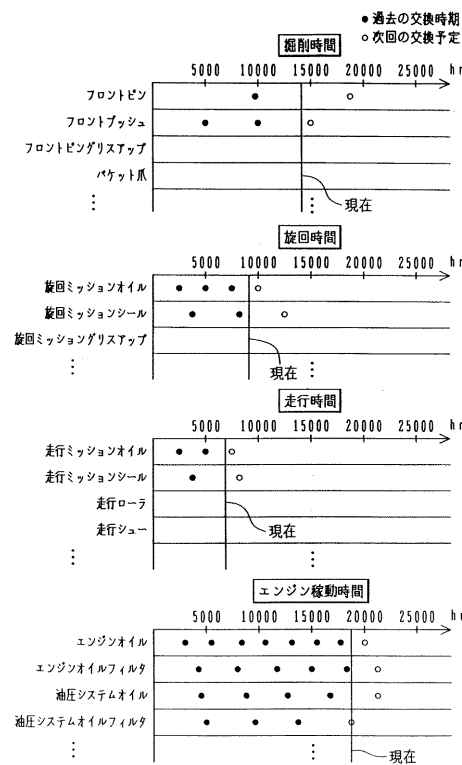 ● 過去の交換時期
○ 次回の交換予定
掘削時間
5000 10000 15000 20000 25000 hr
フロントピン
フロントブッシュ
フロントピングリスアップ
バケット爪
⋮
⋮
現在
旋回時間
5000 10000 15000 20000 25000 hr
旋回ミッションオイル
旋回ミッションシール
旋回ミッショングリスアップ
⋮
現在
⋮
走行時間
5000 10000 15000 20000 25000 hr
走行ミッションオイル
走行ミッションシール
走行ローラ
走行シュー
現在
⋮
⋮
エンジン稼動時間
5000 10000 15000 20000 25000 hr
エンジンオイル
エンジンオイルフィルタ
油圧システムオイル
油圧システムオイルフィルタ
⋮
⋮
現在